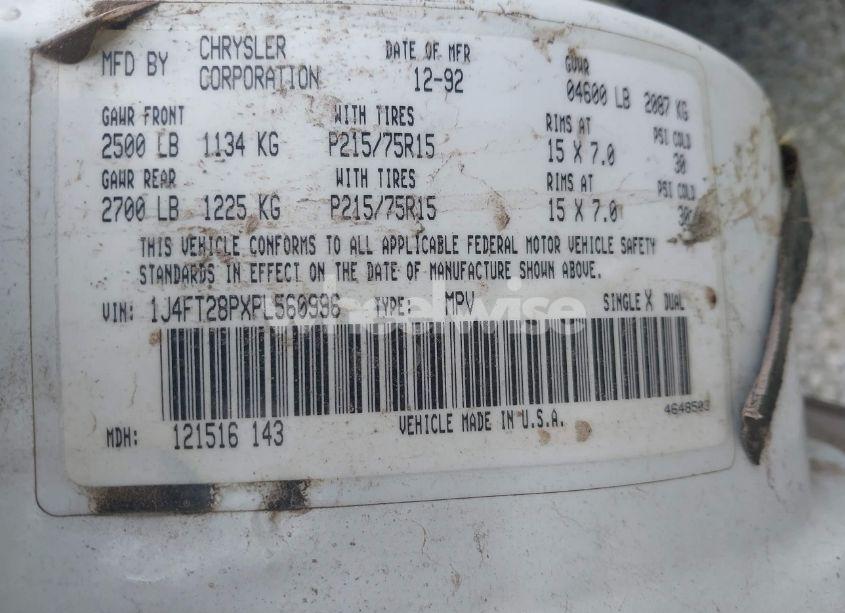 MFD BY CHRYSLER CORPORATION DATE OF MFR 12-92 GVWR 04600 LB 2087 KG
GAWR FRONT WITH TIRES RIMS AT PSI COLD
2500 LB 1134 KG P215/75R15 15 X 7.0 30
GAWR REAR WITH TIRES RIMS AT PSI COLD
2700 LB 1225 KG P215/75R15 15 X 7.0 30
THIS VEHICLE CONFORMS TO ALL APPLICABLE FEDERAL MOTOR VEHICLE SAFETY
STANDARDS IN EFFECT ON THE DATE OF MANUFACTURE SHOWN ABOVE.
VIN: 1J4FT28PXPL560996 TYPE: MPV SINGLE X DUAL
wheelwise
4648503
MDH: 121516 143 VEHICLE MADE IN U.S.A.